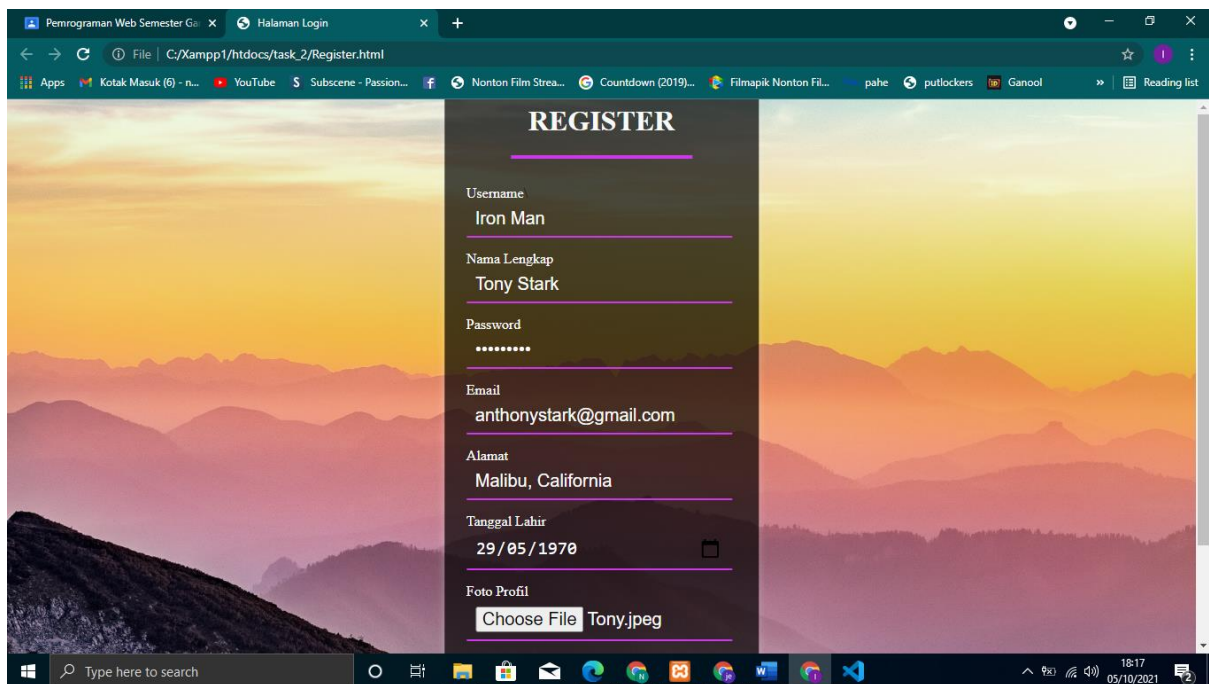 Pemrograman Web Semester Ga
Halaman Login
File
C:/Xampp1/htdocs/task_2/Register.html
Apps
Kotak Masuk (6) - n...
YouTube
Subscene - Passion...
Nonton Film Strea...
Countdown (2019)...
Filmapik Nonton Fil...
pahe
putlockers
Ganool
»
Reading list
REGISTER
Username
Iron Man
Nama Lengkap
Tony Stark
Password
•••••••••
Email
anthonystark@gmail.com
Alamat
Malibu, California
Tanggal Lahir
29/05/1970
Foto Profil
Choose File Tony.jpeg
Type here to search
18:17
05/10/2021